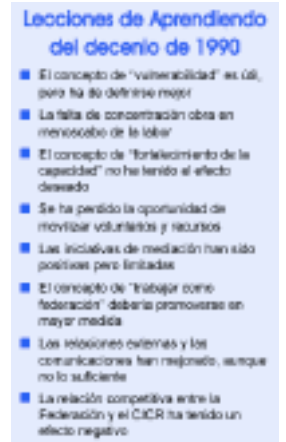 Lecciones de Aprendiendo
del decenio de 1990
El concepto de "vulnerabilidad" es útil,
pero ha de definirse mejor
La falta de concentración obra en
menoscabo de la labor
El concepto de "fortalecimiento de la
capacidad" no ha tenido el efecto
deseado
Se ha perdido la oportunidad de
movilizar voluntarios y recursos
Las iniciativas de mediación han sido
positivas pero limitadas
El concepto de "trabajar como
federación" debería promoverse en
mayor medida
Las relaciones externas y las
comunicaciones han mejorado, aunque
no lo suficiente
La relación competitiva entre la
Federación y el CICR ha tenido un
efecto negativo